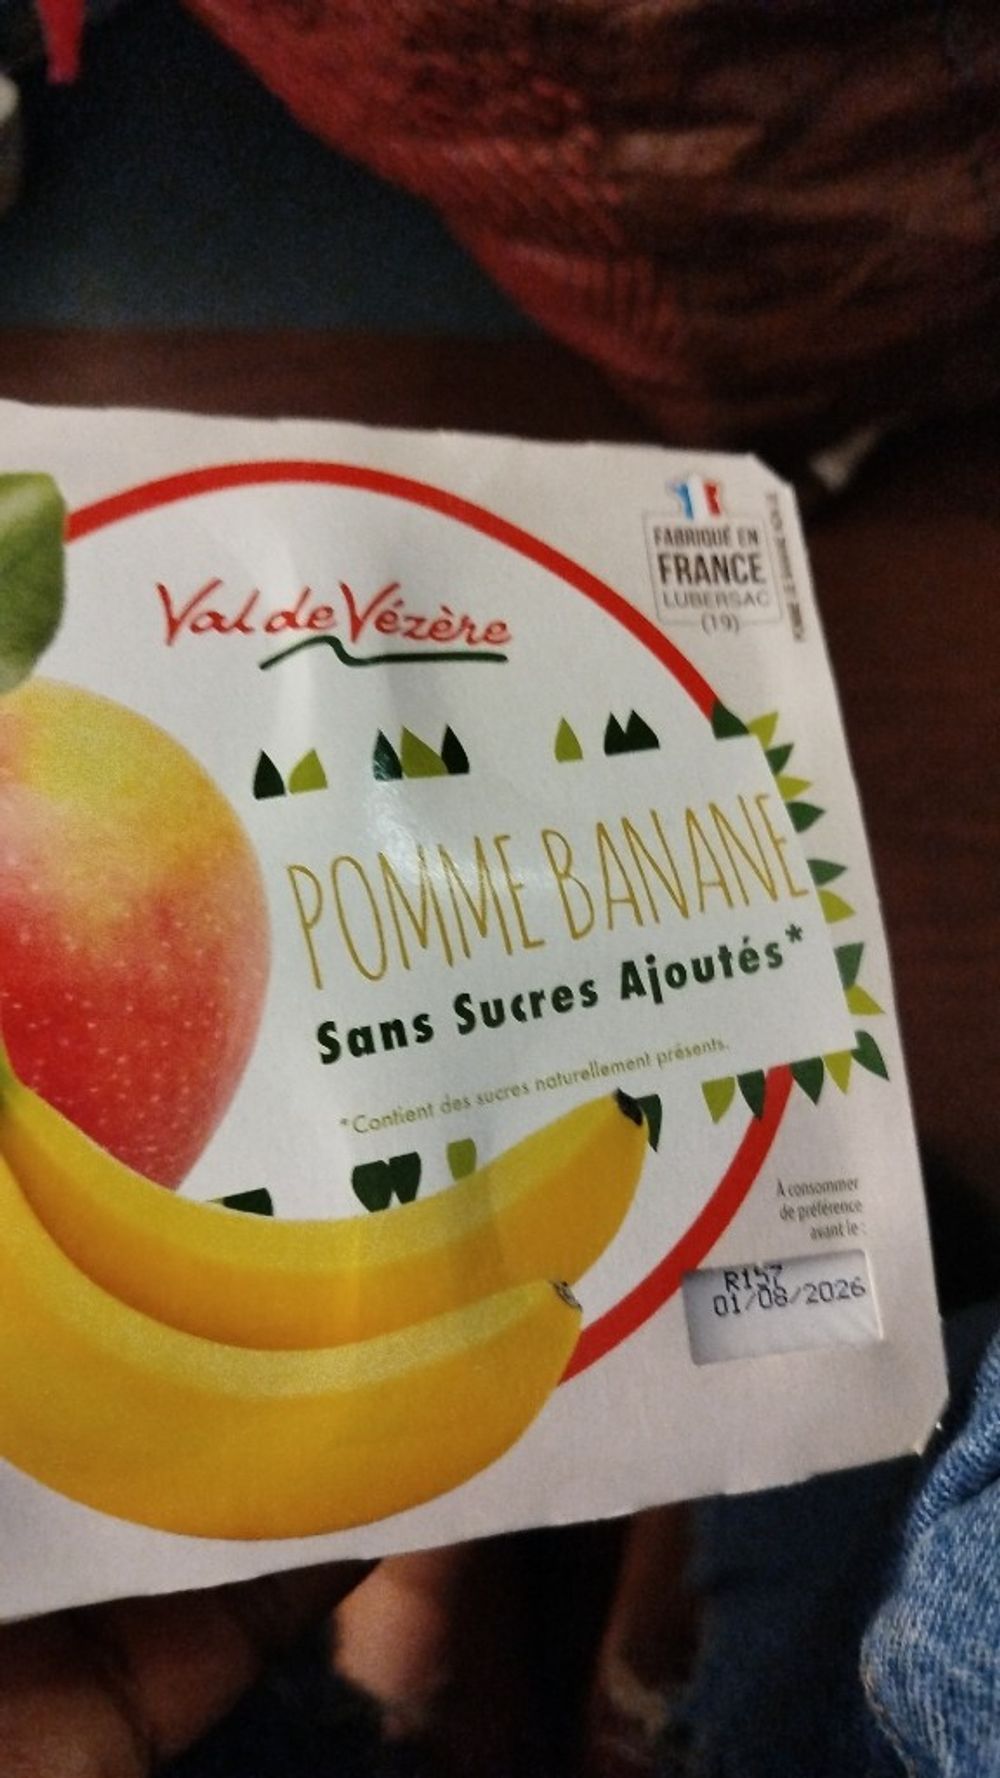 Val de Vézère
FABRIQUÉ EN
FRANCE
LUBERSAC
(19)
POMME BANANE
Sans Sucres Ajoutés*
*Contient des sucres naturellement présents.
À consommer
de préférence
avant le :
R157
01/08/2026